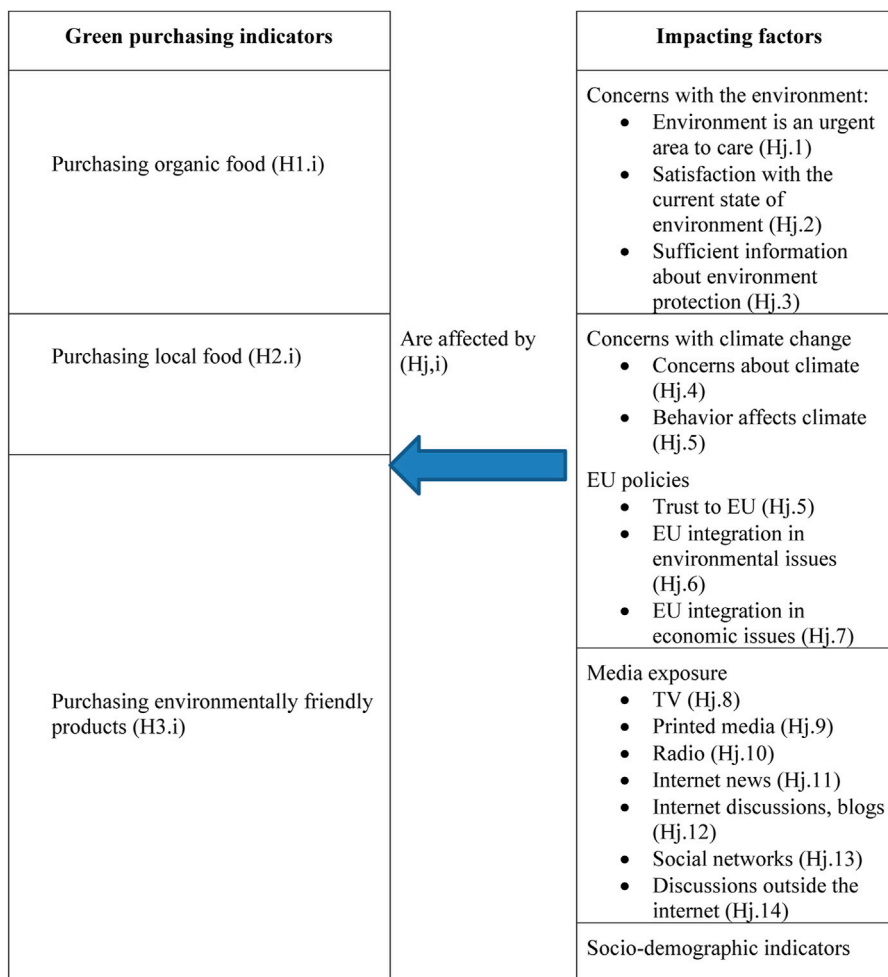 Green purchasing indicators
Purchasing organic food (H1.i)
Purchasing local food (H2.i)
Purchasing environmentally friendly
products (H3.i)
Are affected by
(Hj,i)
Impacting factors
Concerns with the environment:
• Environment is an urgent
area to care (Hj.1)
• Satisfaction with the
current state of
environment (Hj.2)
• Sufficient information
about environment
protection (Hj.3)
Concerns with climate change
• Concerns about climate
(Hj.4)
• Behavior affects climate
(Hj.5)
EU policies
• Trust to EU (Hj.5)
• EU integration in
environmental issues
(Hj.6)
• EU integration in
economic issues (Hj.7)
Media exposure
• TV (Hj.8)
• Printed media (Hj.9)
• Radio (Hj.10)
• Internet news (Hj.11)
• Internet discussions, blogs
(Hj.12)
• Social networks (Hj.13)
• Discussions outside the
internet (Hj.14)
Socio-demographic indicators